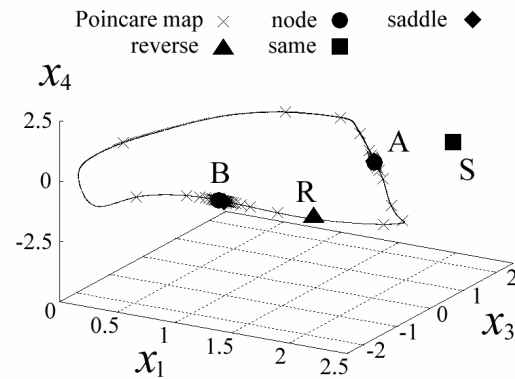 Poincare map × node ● saddle ◆
reverse ▲ same ■
x4
2.5
0
-2.5
A
S
B
R
0
0.5
1
1.5
2
2.5
x1
-2
-1
0
1
2
x3